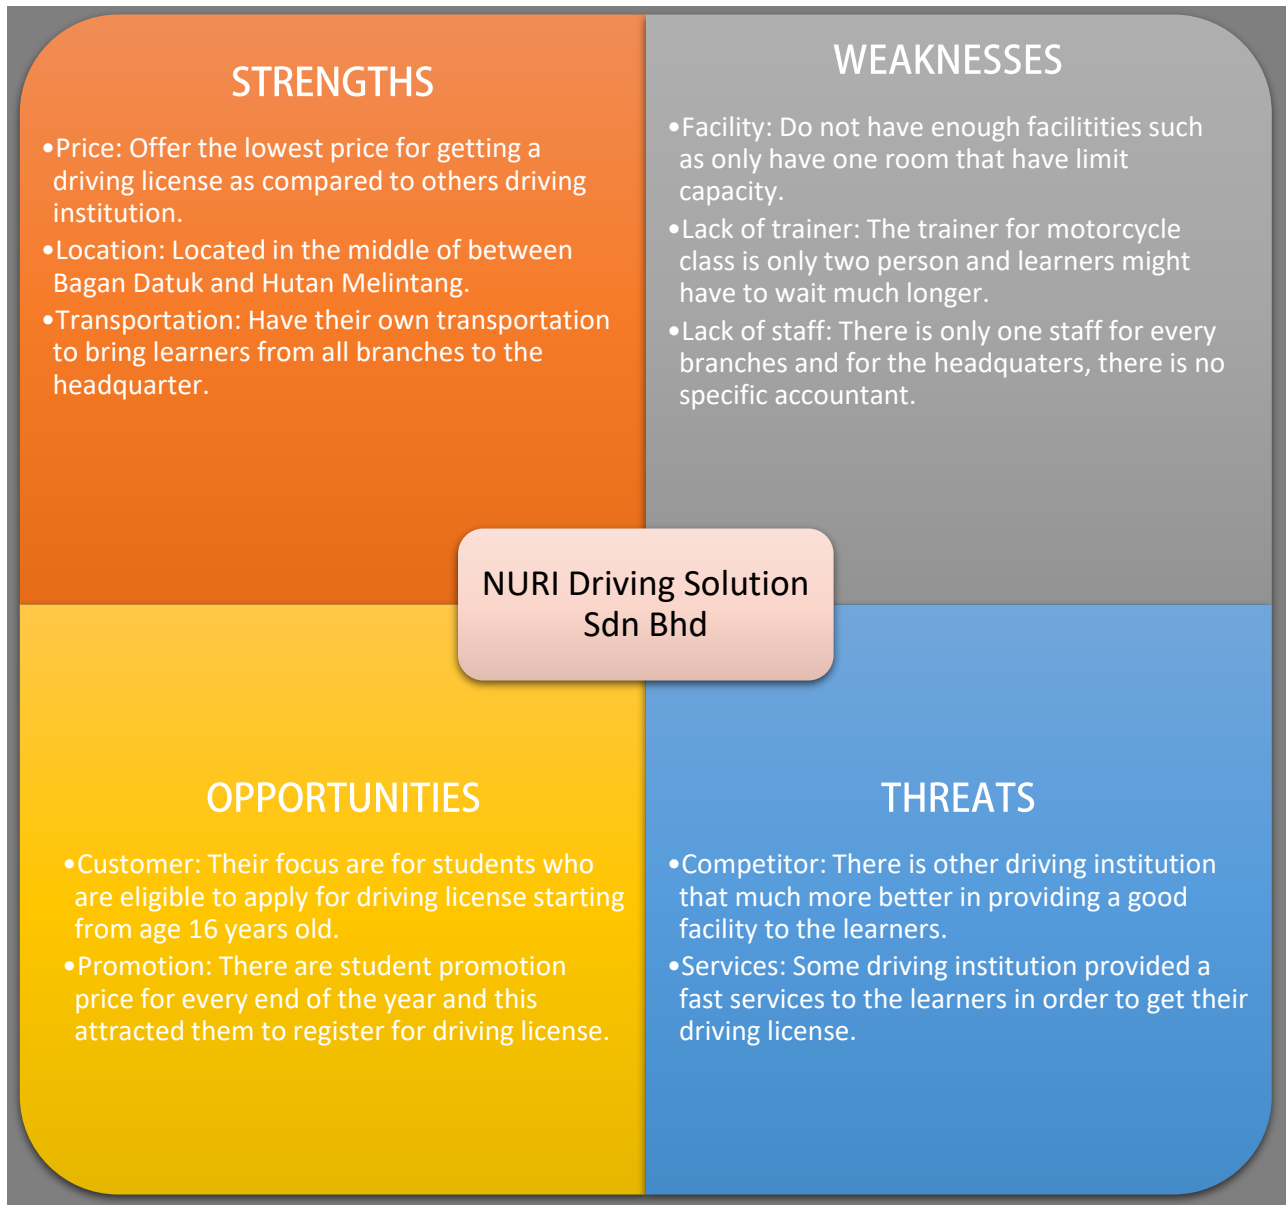 STRENGTHS
•Price: Offer the lowest price for getting a
driving license as compared to others driving
institution.
•Location: Located in the middle of between
Bagan Datuk and Hutan Melintang.
•Transportation: Have their own transportation
to bring learners from all branches to the
headquarter.
WEAKNESSES
•Facility: Do not have enough facilitities such
as only have one room that have limit
capacity.
•Lack of trainer: The trainer for motorcycle
class is only two person and learners might
have to wait much longer.
•Lack of staff: There is only one staff for every
branches and for the headquaters, there is no
specific accountant.
NURI Driving Solution
Sdn Bhd
OPPORTUNITIES
•Customer: Their focus are for students who
are eligible to apply for driving license starting
from age 16 years old.
•Promotion: There are student promotion
price for every end of the year and this
attracted them to register for driving license.
THREATS
•Competitor: There is other driving institution
that much more better in providing a good
facility to the learners.
•Services: Some driving institution provided a
fast services to the learners in order to get their
driving license.